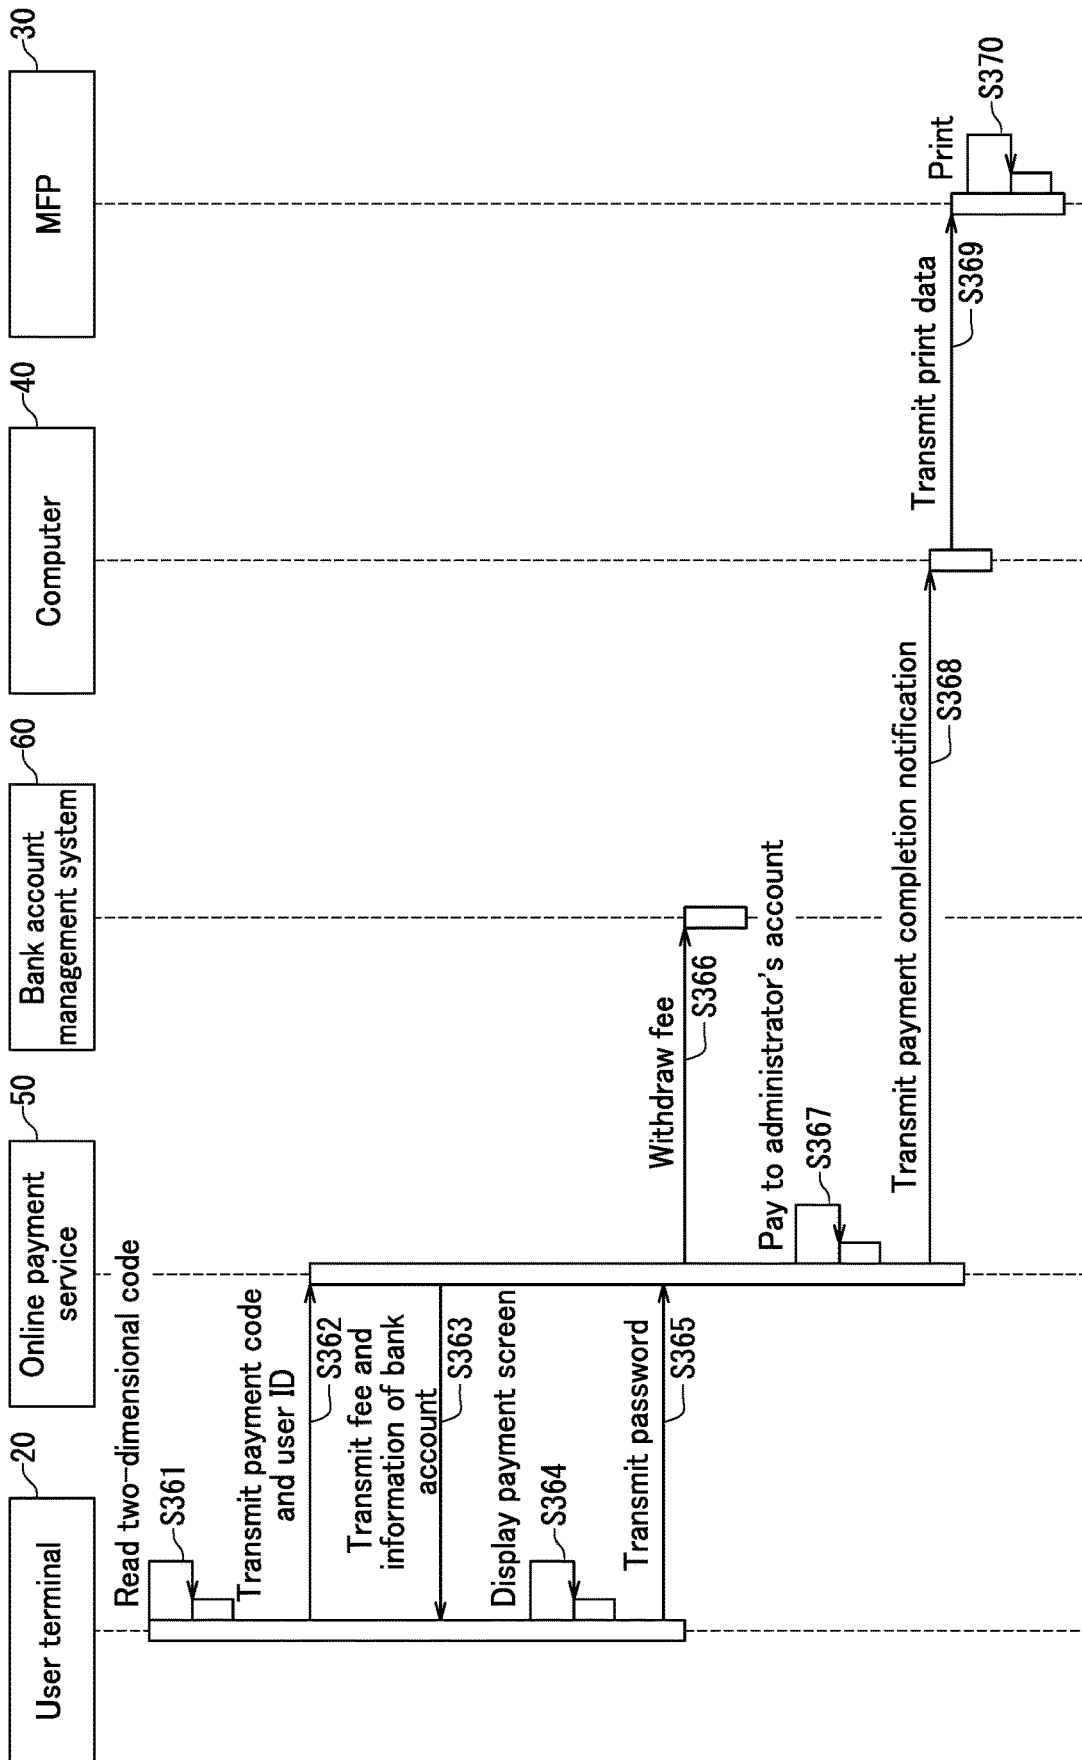 User terminal
20
Online payment
service
50
Bank account
management system
60
Computer
40
MFP
30
Read two-dimensional code
S361
Transmit payment code
and user ID
S362
Transmit fee and
information of bank
account
S363
Display payment screen
S364
Transmit password
S365
Withdraw fee
S366
Pay to administrator's account
S367
Transmit payment completion notification
S368
Transmit print data
S369
Print
S370